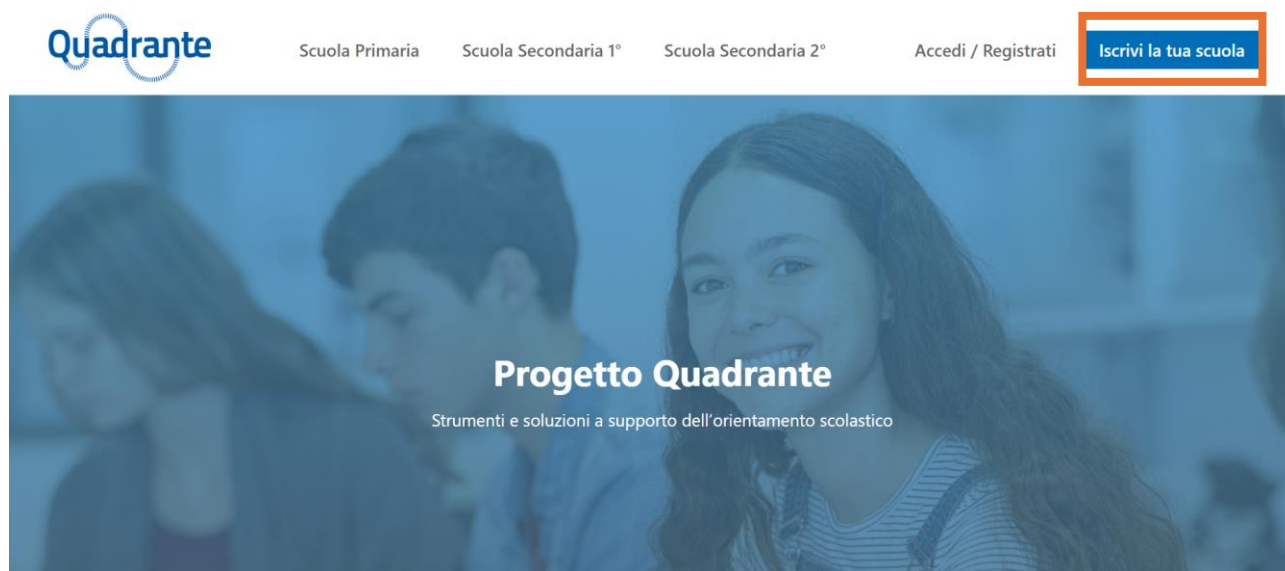 Quadrante
Scuola Primaria Scuola Secondaria 1° Scuola Secondaria 2° Accedi / Registrati Iscrivi la tua scuola
Progetto Quadrante
Strumenti e soluzioni a supporto dell'orientamento scolastico